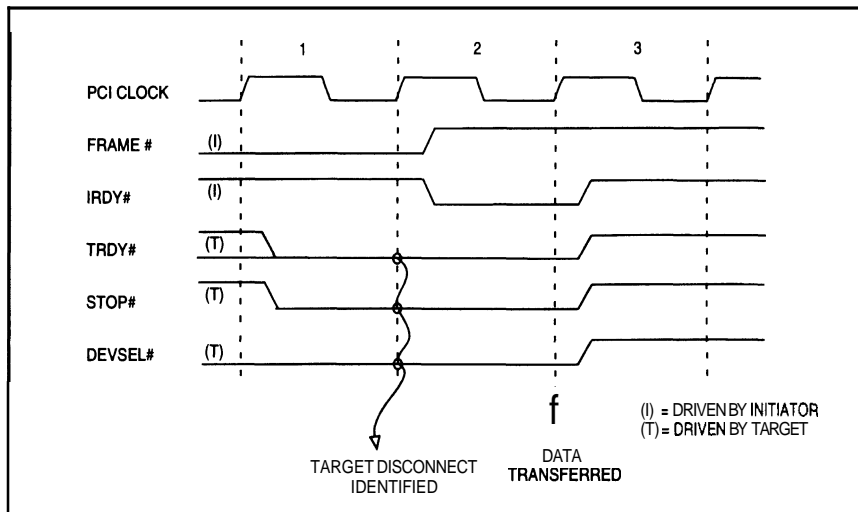 1 2 3
PCI CLOCK
FRAME # (I)
IRDY# (I)
TRDY# (T)
STOP# (T)
DEVSEL# (T)
f
(I) = DRIVEN BY INITIATOR
(T)= DRIVEN BY TARGET
TARGET DISCONNECT
IDENTIFIED
DATA
TRANSFERRED